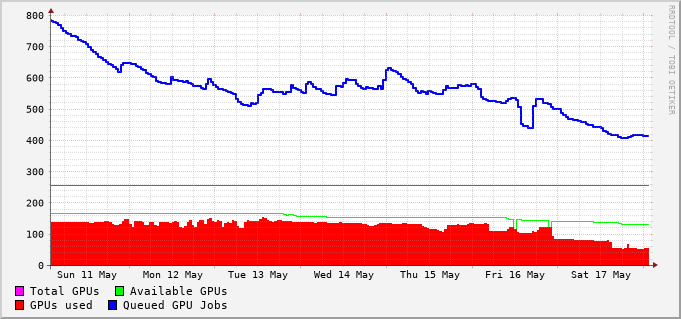 800
700
600
500
400
300
200
100
0
Sun 11 May Mon 12 May Tue 13 May Wed 14 May Thu 15 May Fri 16 May Sat 17 May
Total GPUs Available GPUs
GPUs used Queued GPU Jobs
RRDTOOL / TOBI OETIKER